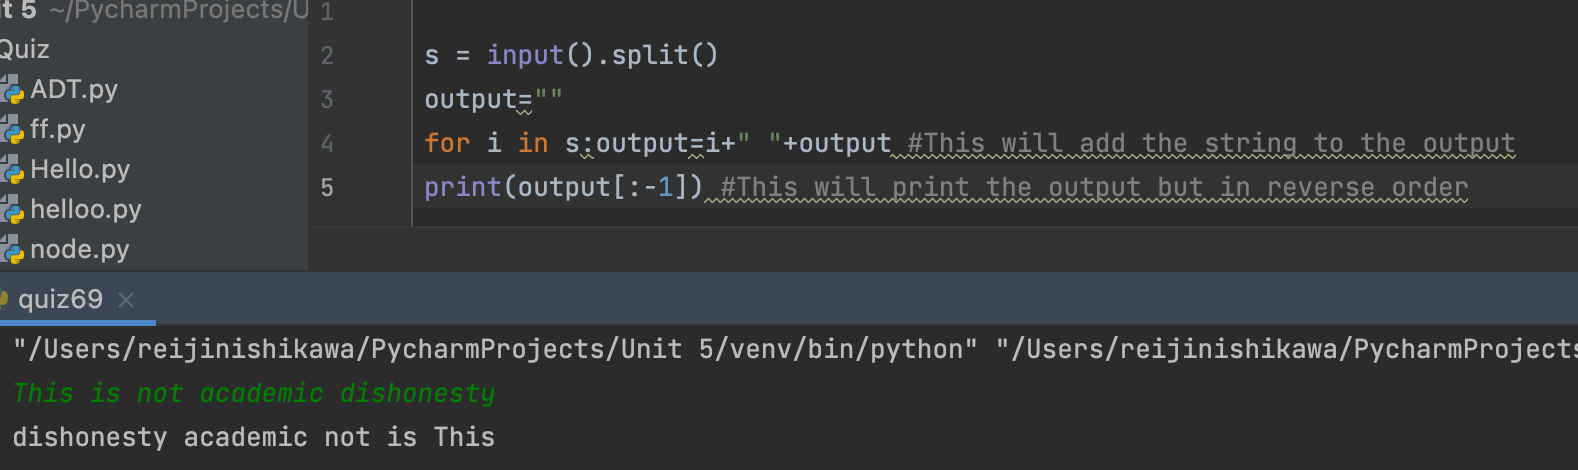 it 5 ~/PycharmProjects/U
Quiz
ADT.py
ff.py
Hello.py
helloo.py
node.py
1
2 s = input().split()
3 output=""
4 for i in s:output=i+" "+output #This will add the string to the output
5 print(output[:-1]) #This will print the output but in reverse order
quiz69 ×
"/Users/reijinishikawa/PycharmProjects/Unit 5/venv/bin/python" "/Users/reijinishikawa/PycharmProjects
This is not academic dishonesty
dishonesty academic not is This